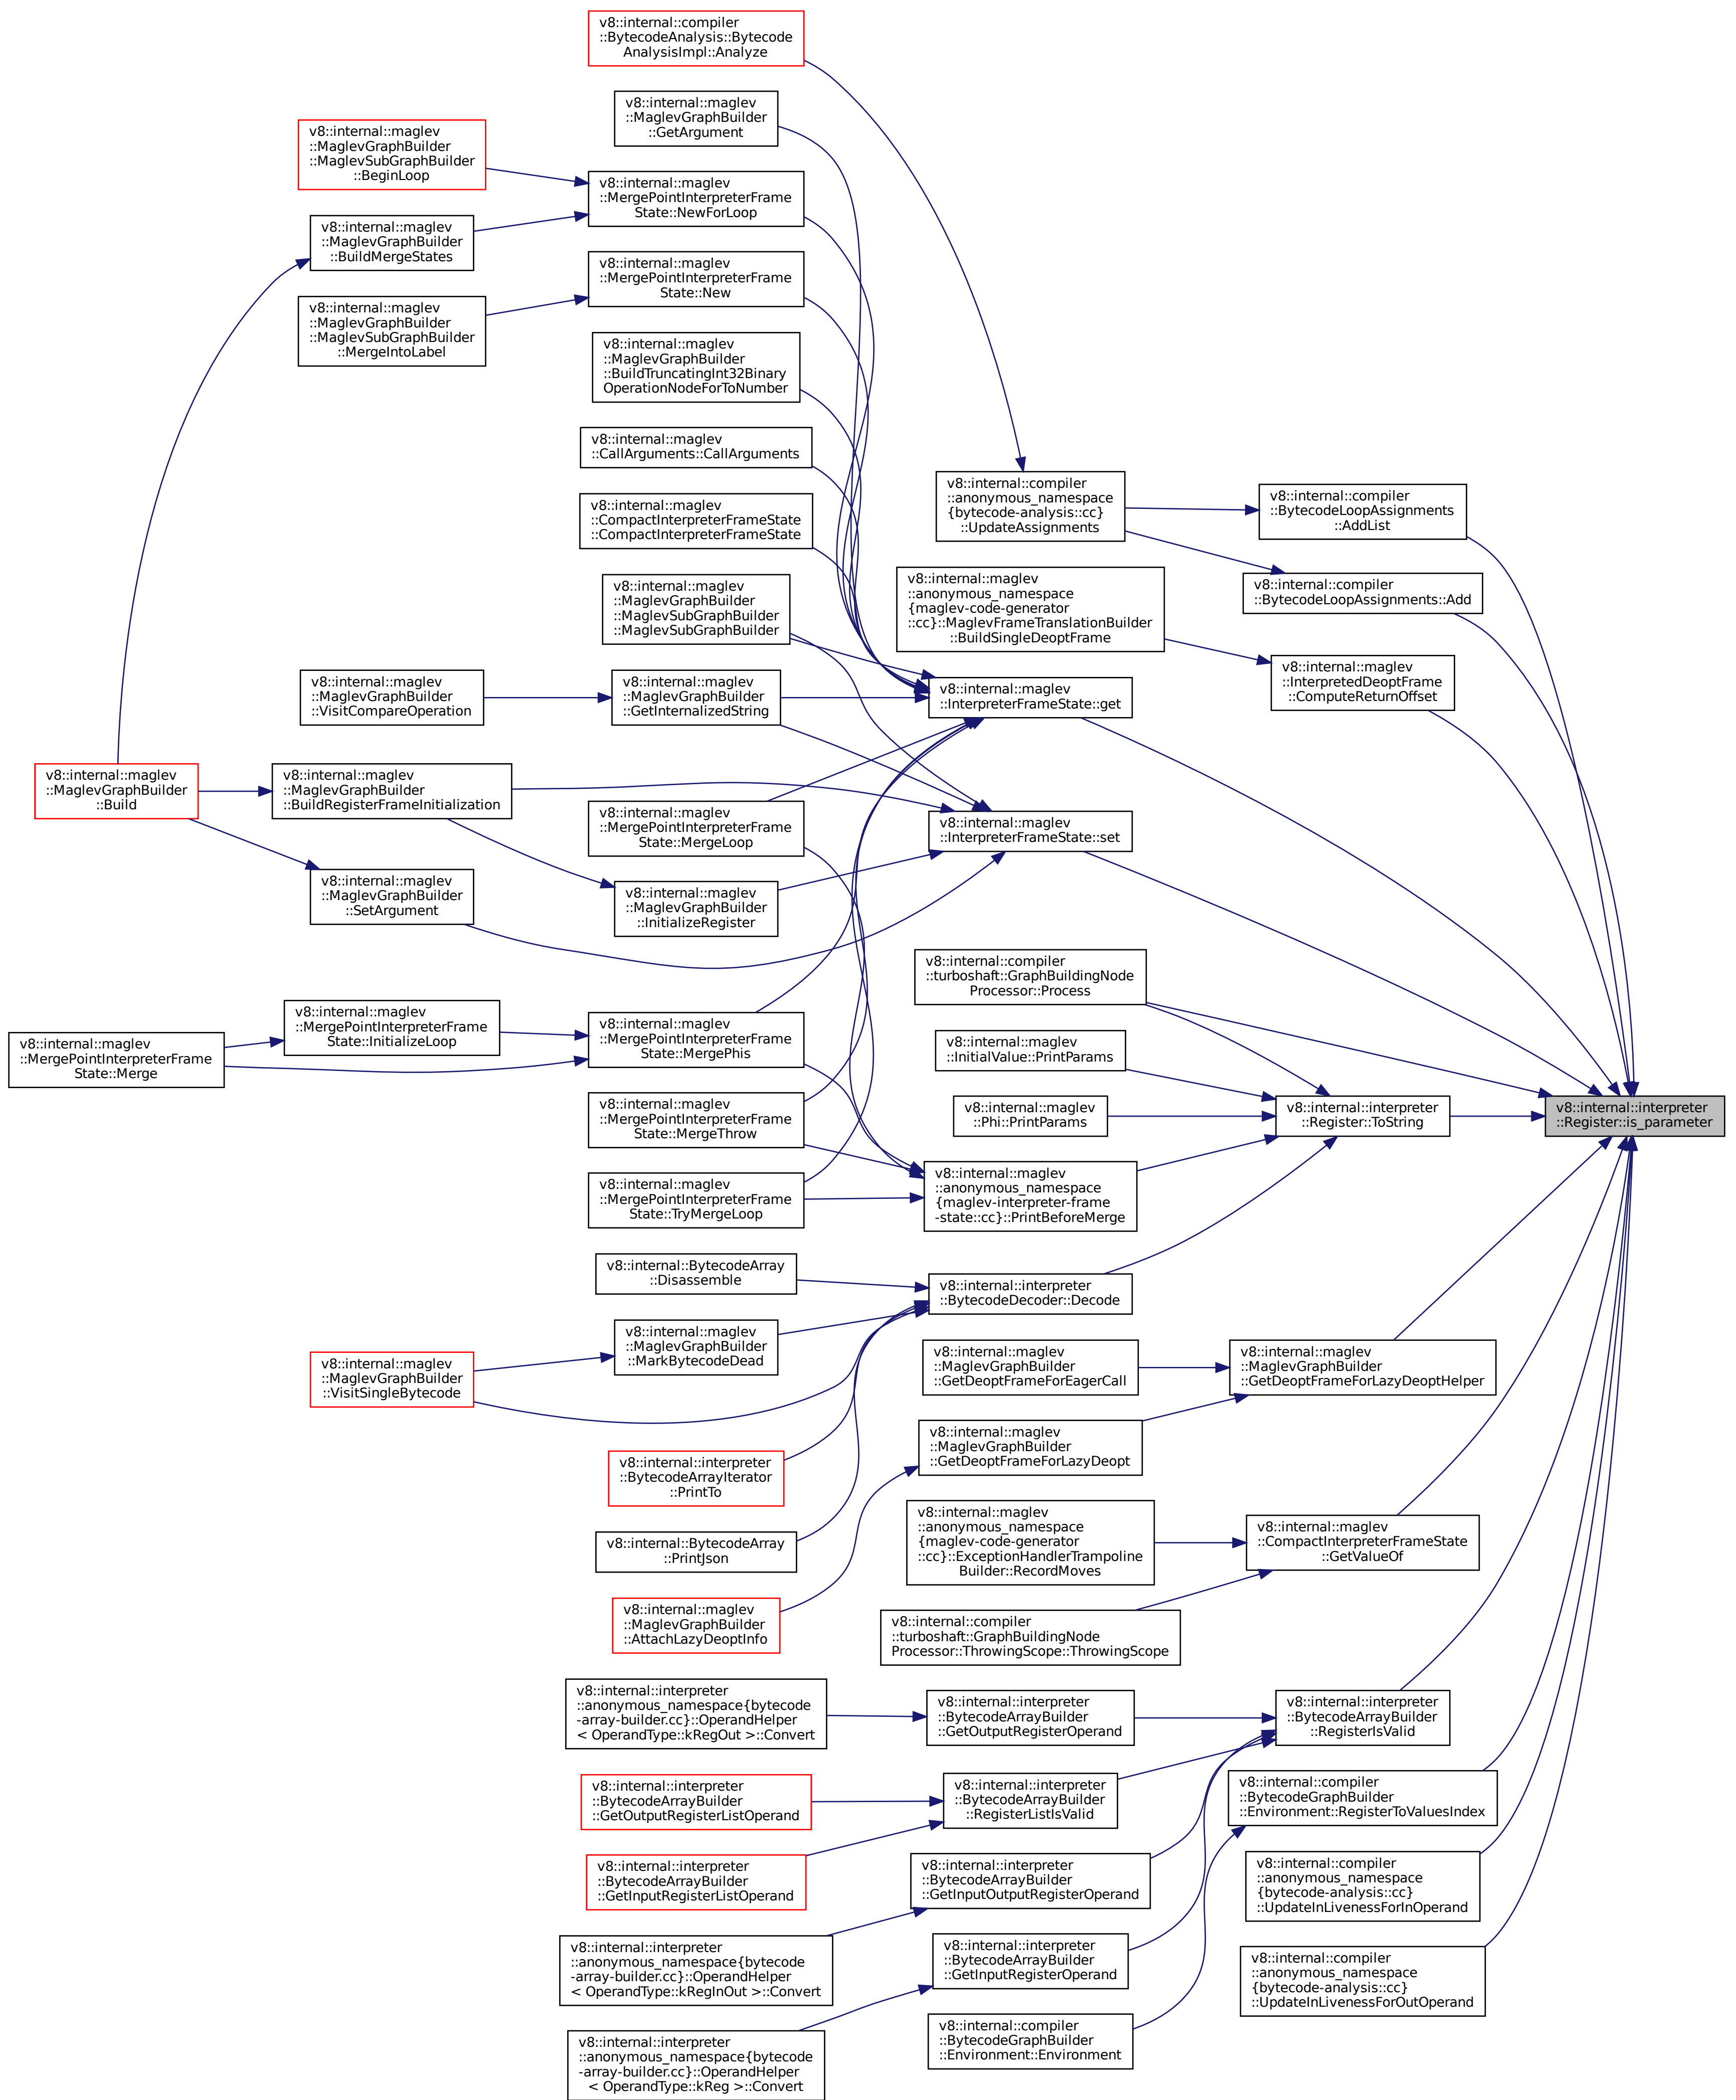 v8::internal::compiler
::BytecodeAnalysis::Bytecode
AnalysisImpl::Analyze
v8::internal::maglev
::MaglevGraphBuilder
::GetArgument
v8::internal::maglev
::MaglevGraphBuilder
::MaglevSubGraphBuilder
::BeginLoop
v8::internal::maglev
::MergePointInterpreterFrame
State::NewForLoop
v8::internal::maglev
::MaglevGraphBuilder
::BuildMergeStates
v8::internal::maglev
::MergePointInterpreterFrame
State::New
v8::internal::maglev
::MaglevGraphBuilder
::MaglevSubGraphBuilder
::MergeIntoLabel
v8::internal::maglev
::MaglevGraphBuilder
::BuildTruncatingInt32Binary
OperationNodeForToNumber
v8::internal::maglev
::CallArguments::CallArguments
v8::internal::maglev
::CompactInterpreterFrameState
::CompactInterpreterFrameState
v8::internal::compiler
::anonymous_namespace
{bytecode-analysis::cc}
::UpdateAssignments
v8::internal::compiler
::BytecodeLoopAssignments
::AddList
v8::internal::maglev
::MaglevGraphBuilder
::MaglevSubGraphBuilder
::MaglevSubGraphBuilder
v8::internal::maglev
::anonymous_namespace
{maglev-code-generator
::cc}::MaglevFrameTranslationBuilder
::BuildSingleDeoptFrame
v8::internal::compiler
::BytecodeLoopAssignments::Add
v8::internal::maglev
::InterpretedDeoptFrame
::ComputeReturnOffset
v8::internal::maglev
::MaglevGraphBuilder
::VisitCompareOperation
v8::internal::maglev
::MaglevGraphBuilder
::GetInternalizedString
v8::internal::maglev
::InterpreterFrameState::get
v8::internal::maglev
::MaglevGraphBuilder
::Build
v8::internal::maglev
::MaglevGraphBuilder
::BuildRegisterFrameInitialization
v8::internal::maglev
::MergePointInterpreterFrame
State::MergeLoop
v8::internal::maglev
::InterpreterFrameState::set
v8::internal::maglev
::MaglevGraphBuilder
::SetArgument
v8::internal::maglev
::MaglevGraphBuilder
::InitializeRegister
v8::internal::compiler
::turboshaft::GraphBuildingNode
Processor::Process
v8::internal::maglev
::MergePointInterpreterFrame
State::Merge
v8::internal::maglev
::MergePointInterpreterFrame
State::InitializeLoop
v8::internal::maglev
::MergePointInterpreterFrame
State::MergePhis
v8::internal::maglev
::InitialValue::PrintParams
v8::internal::maglev
::MergePointInterpreterFrame
State::MergeThrow
v8::internal::maglev
::Phi::PrintParams
v8::internal::interpreter
::Register::ToString
v8::internal::interpreter
::Register::is_parameter
v8::internal::maglev
::MergePointInterpreterFrame
State::TryMergeLoop
v8::internal::maglev
::anonymous_namespace
{maglev-interpreter-frame
-state::cc}::PrintBeforeMerge
v8::internal::BytecodeArray
::Disassemble
v8::internal::interpreter
::BytecodeDecoder::Decode
v8::internal::maglev
::MaglevGraphBuilder
::VisitSingleBytecode
v8::internal::maglev
::MaglevGraphBuilder
::MarkBytecodeDead
v8::internal::maglev
::MaglevGraphBuilder
::GetDeoptFrameForEagerCall
v8::internal::maglev
::MaglevGraphBuilder
::GetDeoptFrameForLazyDeoptHelper
v8::internal::interpreter
::BytecodeArrayIterator
::PrintTo
v8::internal::maglev
::MaglevGraphBuilder
::GetDeoptFrameForLazyDeopt
v8::internal::BytecodeArray
::PrintJson
v8::internal::maglev
::anonymous_namespace
{maglev-code-generator
::cc}::ExceptionHandlerTrampoline
Builder::RecordMoves
v8::internal::maglev
::CompactInterpreterFrameState
::GetValueOf
v8::internal::maglev
::MaglevGraphBuilder
::AttachLazyDeoptInfo
v8::internal::compiler
::turboshaft::GraphBuildingNode
Processor::ThrowingScope::ThrowingScope
v8::internal::interpreter
::anonymous_namespace{bytecode
-array-builder.cc}::OperandHelper
< OperandType::kRegOut >::Convert
v8::internal::interpreter
::BytecodeArrayBuilder
::GetOutputRegisterOperand
v8::internal::interpreter
::BytecodeArrayBuilder
::RegisterIsValid
v8::internal::interpreter
::BytecodeArrayBuilder
::GetOutputRegisterListOperand
v8::internal::interpreter
::BytecodeArrayBuilder
::RegisterListIsValid
v8::internal::compiler
::BytecodeGraphBuilder
::Environment::RegisterToValuesIndex
v8::internal::interpreter
::BytecodeArrayBuilder
::GetInputRegisterListOperand
v8::internal::interpreter
::BytecodeArrayBuilder
::GetInputOutputRegisterOperand
v8::internal::compiler
::anonymous_namespace
{bytecode-analysis::cc}
::UpdateInLivenessForInOperand
v8::internal::interpreter
::anonymous_namespace{bytecode
-array-builder.cc}::OperandHelper
< OperandType::kRegInOut >::Convert
v8::internal::interpreter
::BytecodeArrayBuilder
::GetInputRegisterOperand
v8::internal::compiler
::anonymous_namespace
{bytecode-analysis::cc}
::UpdateInLivenessForOutOperand
v8::internal::interpreter
::anonymous_namespace{bytecode
-array-builder.cc}::OperandHelper
< OperandType::kReg >::Convert
v8::internal::compiler
::BytecodeGraphBuilder
::Environment::Environment